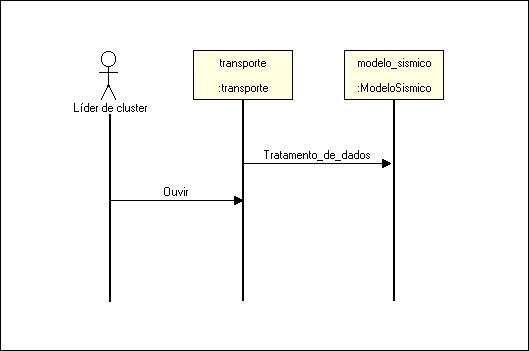 transporte
:transporte
modelo_sismico
:ModeloSismico
Líder de cluster
Tratamento_de_dados
Ouvir